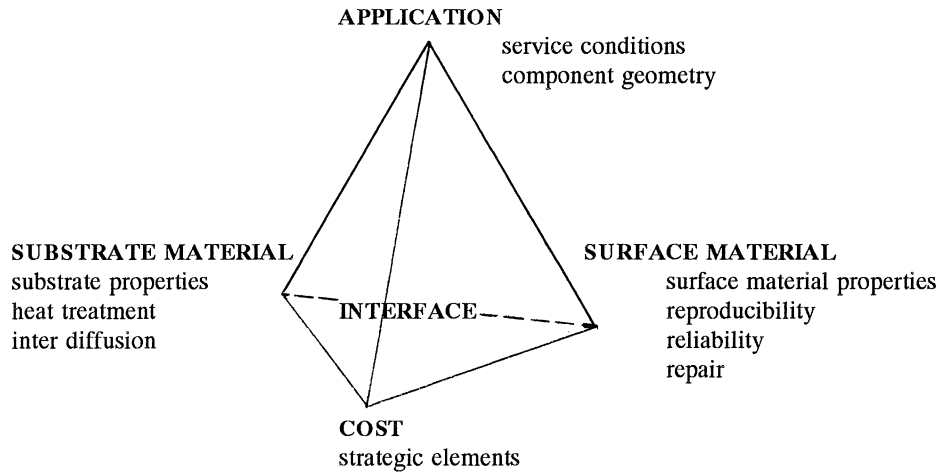 APPLICATION
service conditions
component geometry
SUBSTRATE MATERIAL
substrate properties
heat treatment
inter diffusion
SURFACE MATERIAL
surface material properties
reproducibility
reliability
repair
INTERFACE
COST
strategic elements